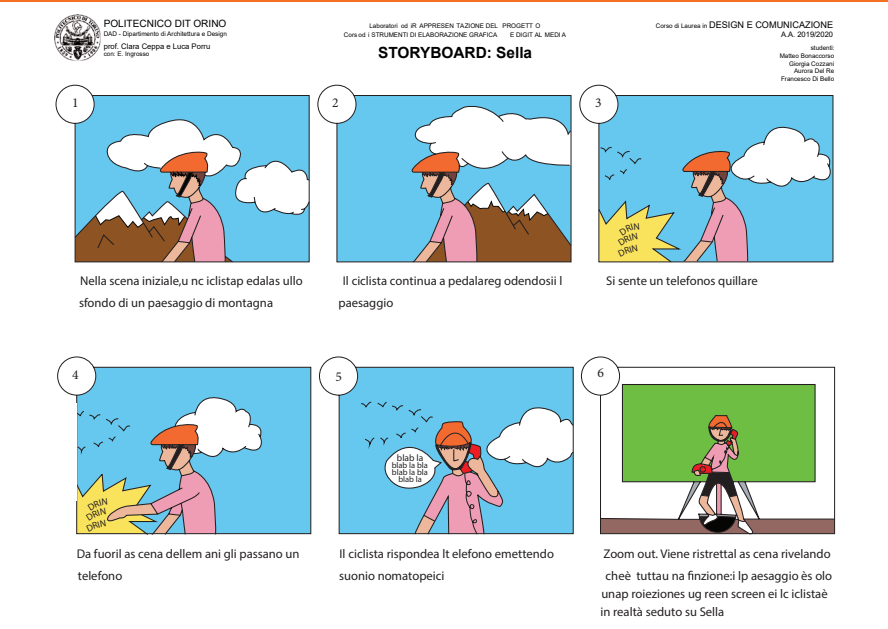 POLITECNICO DIT ORINO
DAD - Dipartimento di Architettura e Design
prof. Clara Ceppa e Luca Porru
con: E. Ingrosso
Laboratori od iR APPRESEN TAZIONE DEL PROGETT O
Cors od i STRUMENTI DI ELABORAZIONE GRAFICA E DIGIT AL MEDI A
STORYBOARD: Sella
Corso di Laurea in DESIGN E COMUNICAZIONE
A.A. 2019/2020
studenti:
Matteo Bonaccorso
Giorgia Cozzani
Aurora Del Re
Francesco Di Bello
1
2
3
DRIN
DRIN
DRIN
Nella scena iniziale,u nc iclistap edalas ullo
sfondo di un paesaggio di montagna
Il ciclista continua a pedalareg odendosii l
paesaggio
Si sente un telefonos quillare
4
5
6
DRIN
DRIN
DRIN
blab la
blab la bla
blab la bla
blab la
Da fuoril as cena dellem ani gli passano un
telefono
Il ciclista rispondea lt elefono emettendo
suonio nomatopeici
Zoom out. Viene ristrettal as cena rivelando
cheè tuttau na finzione:i lp aesaggio ès olo
unap roieziones ug reen screen ei lc iclistaè
in realtà seduto su Sella